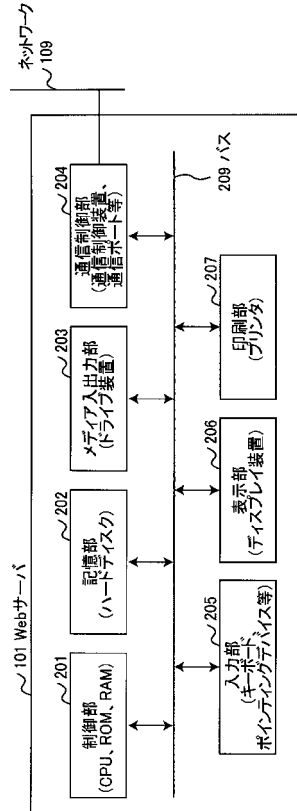 101 Webサーバ
ネットワーク
109
201
制御部
(CPU、ROM、RAM)
202
記憶部
(ハードディスク)
203
メディア入出力部
(ドライブ装置)
204
通信制御部
(通信制御装置、
通信ポート等)
209 バス
205
入力部
(キーボード
ポインティングデバイス等)
206
表示部
(ディスプレイ装置)
207
印刷部
(プリンタ)